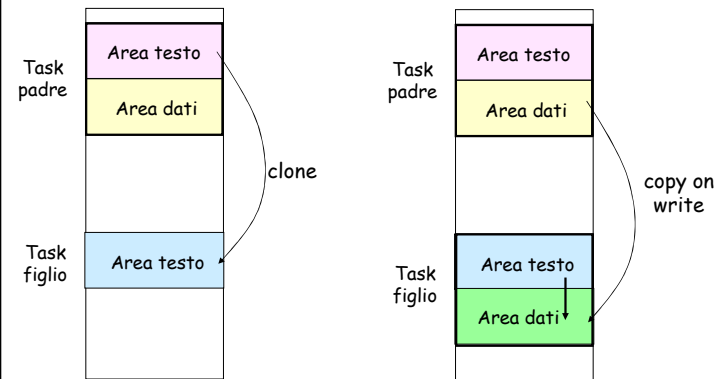 Area testo
Task
padre
Area dati
clone
Task
figlio
Area testo
Area testo
Task
padre
Area dati
copy on
write
Area testo
Task
figlio
Area dati